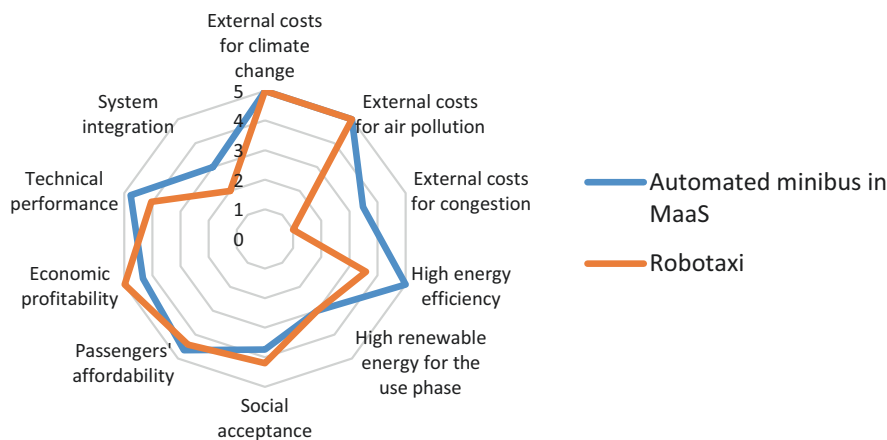 External costs
for climate
change
External costs
for air pollution
External costs
for congestion
High energy
efficiency
High renewable
energy for the
use phase
Social
acceptance
Passengers'
affordability
Economic
profitability
Technical
performance
System
integration
5
4
3
2
1
0
Automated minibus in
MaaS
Robotaxi